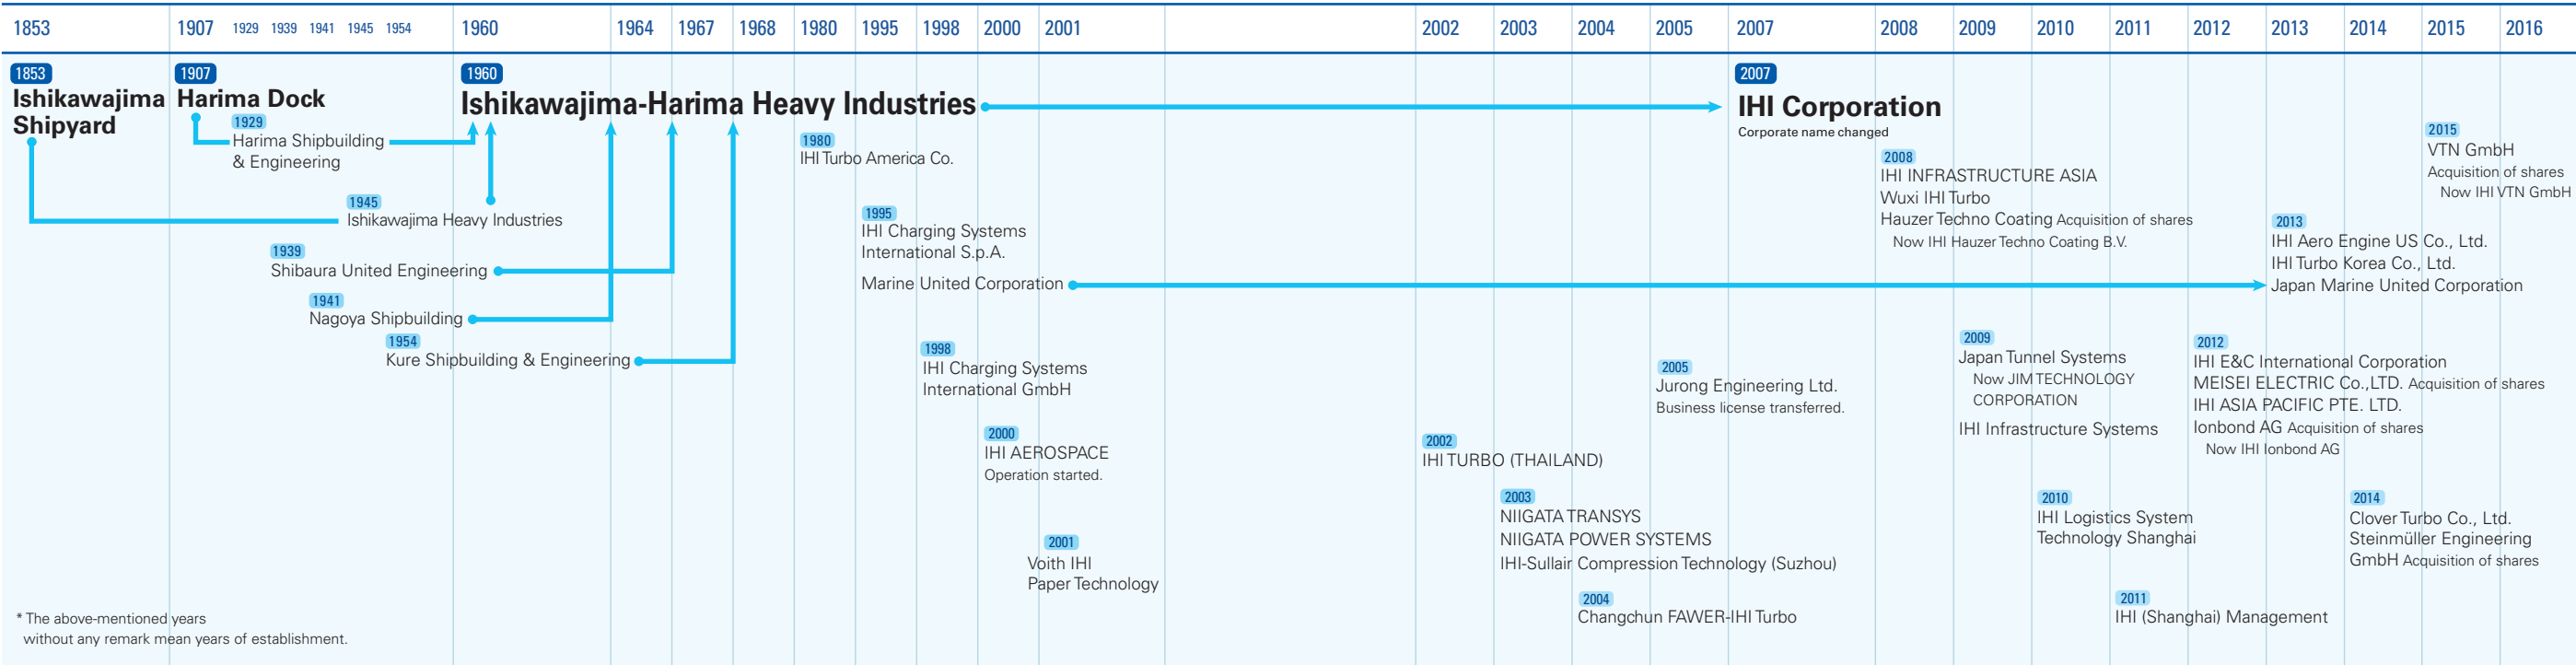 1853 1907 1929 1939 1941 1945 1954 1960 1964 1967 1968 1980 1995 1998 2000 2001 2002 2003 2004 2005 2007 2008 2009 2010 2011 2012 2013 2014 2015 2016
1853
Ishikawajima
Shipyard
1907
Harima Dock
1929
Harima Shipbuilding
& Engineering
1945
Ishikawajima Heavy Industries
1939
Shibaura United Engineering
1941
Nagoya Shipbuilding
1954
Kure Shipbuilding & Engineering
* The above-mentioned years
without any remark mean years of establishment.
1960
Ishikawajima-Harima Heavy Industries
1980
IHI Turbo America Co.
1995
IHI Charging Systems
International S.p.A.
Marine United Corporation
1998
IHI Charging Systems
International GmbH
2000
IHI AEROSPACE
Operation started.
2001
Voith IHI
Paper Technology
2002
IHI TURBO (THAILAND)
2003
NIIGATA TRANSYS
NIIGATA POWER SYSTEMS
IHI-Sullair Compression Technology (Suzhou)
2004
Changchun FAWER-IHI Turbo
2005
Jurong Engineering Ltd.
Business license transferred.
2007
IHI Corporation
Corporate name changed
2008
IHI INFRASTRUCTURE ASIA
Wuxi IHI Turbo
Hauzer Techno Coating Acquisition of shares
Now IHI Hauzer Techno Coating B.V.
2009
Japan Tunnel Systems
Now JIM TECHNOLOGY
CORPORATION
IHI Infrastructure Systems
2010
IHI Logistics System
Technology Shanghai
2011
IHI (Shanghai) Management
2012
IHI E&C International Corporation
MEISEI ELECTRIC Co.,LTD. Acquisition of shares
IHI ASIA PACIFIC PTE. LTD.
Ionbond AG Acquisition of shares
Now IHI Ionbond AG
2013
IHI Aero Engine US Co., Ltd.
IHI Turbo Korea Co., Ltd.
Japan Marine United Corporation
2014
Clover Turbo Co., Ltd.
Steinmüller Engineering
GmbH Acquisition of shares
2015
VTN GmbH
Acquisition of shares
Now IHI VTN GmbH